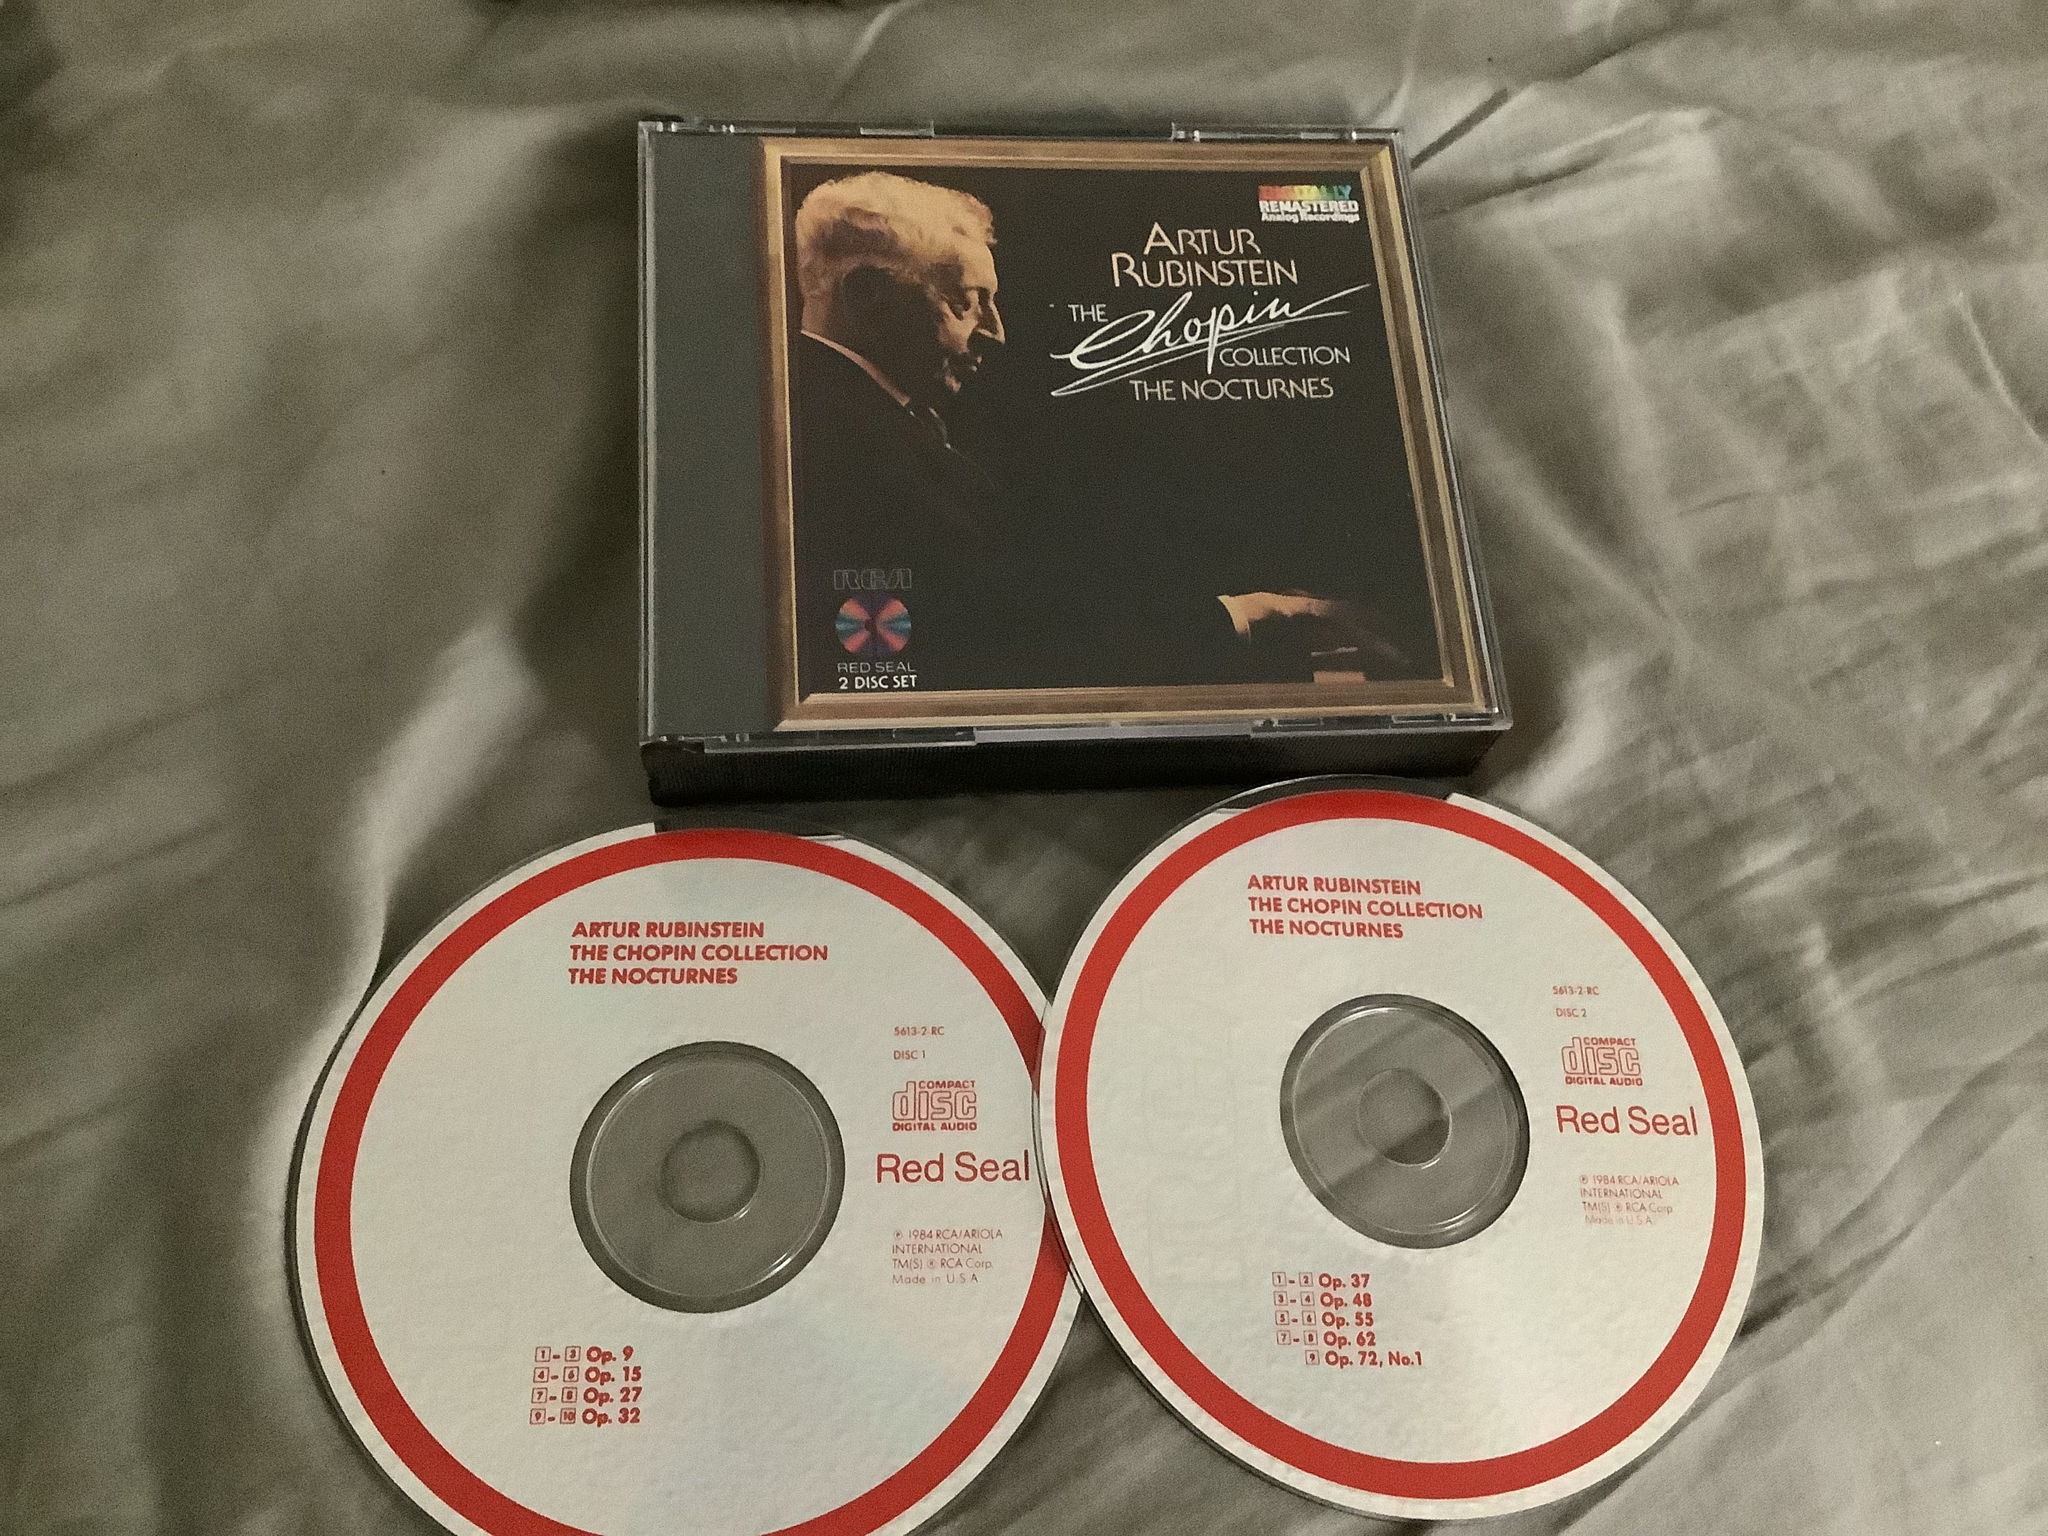 DIGITALLY
REMASTERED
Analog Recordings
ARTUR
RUBINSTEIN
THE Chopin
COLLECTION
THE NOCTURNES
RCA
RED SEAL
2 DISC SET
ARTUR RUBINSTEIN
THE CHOPIN COLLECTION
THE NOCTURNES
5613-2-RC
DISC 1
COMPACT
disc
DIGITAL AUDIO
Red Seal
℗ 1984 RCA/ARIOLA
INTERNATIONAL
TM(S) ® RCA Corp.
Made in U.S.A.
1-3 Op. 9
4-6 Op. 15
7-8 Op. 27
9-10 Op. 32
ARTUR RUBINSTEIN
THE CHOPIN COLLECTION
THE NOCTURNES
5613-2-RC
DISC 2
COMPACT
disc
DIGITAL AUDIO
Red Seal
℗ 1984 RCA/ARIOLA
INTERNATIONAL
TM(S) ® RCA Corp.
Made in U.S.A.
1-2 Op. 37
3-4 Op. 48
5-6 Op. 55
7-8 Op. 62
9 Op. 72, No.1